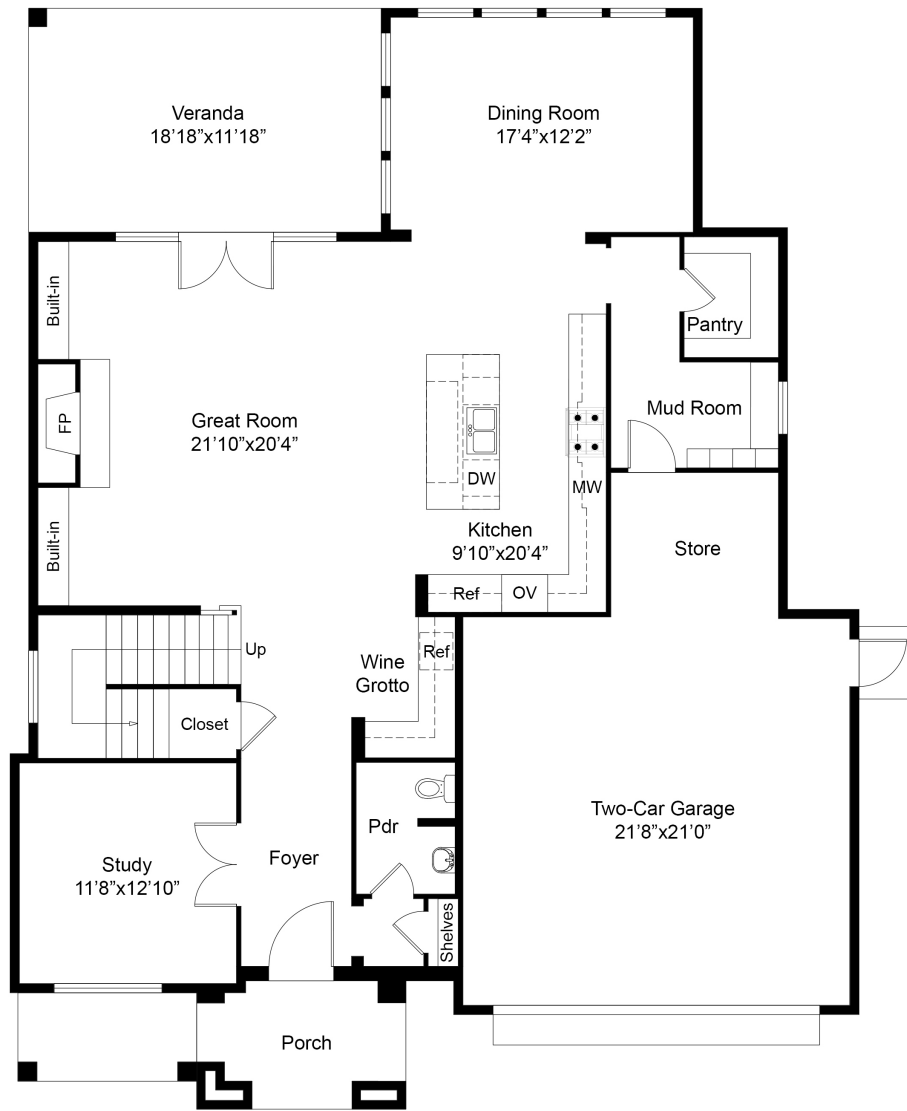 Veranda
18’18”x11’18”
Dining Room
17’4”x12’2”
Built-in
Pantry
FP
Great Room
21’10”x20’4”
Mud Room
DW
MW
Built-in
Kitchen
9’10”x20’4”
Store
Ref
OV
Up
Wine
Grotto
Ref
Closet
Two-Car Garage
21’8”x21’0”
Pdr
Study
11’8”x12’10”
Foyer
Shelves
Porch